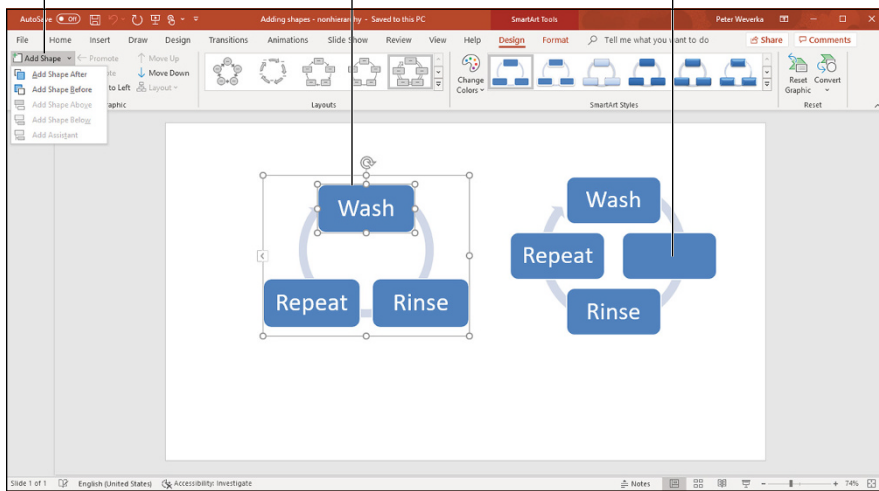 AutoSave Off Adding shapes - nonhierarchy - Saved to this PC SmartArt Tools Peter Weverka
File Home Insert Draw Design Transitions Animations Slide Show Review View Help Design Format Tell me what you want to do Share Comments
Add Shape Promote Move Up
Add Shape After Move Down
Add Shape Before to Left Layout
Add Shape Above
Add Shape Below
Add Assistant
Change Colors
Reset Graphic Convert
Layouts SmartArt Styles Reset
Wash
Repeat Rinse
Wash
Repeat
Rinse
Slide 1 of 1 English (United States) Accessibility: Investigate Notes 74%